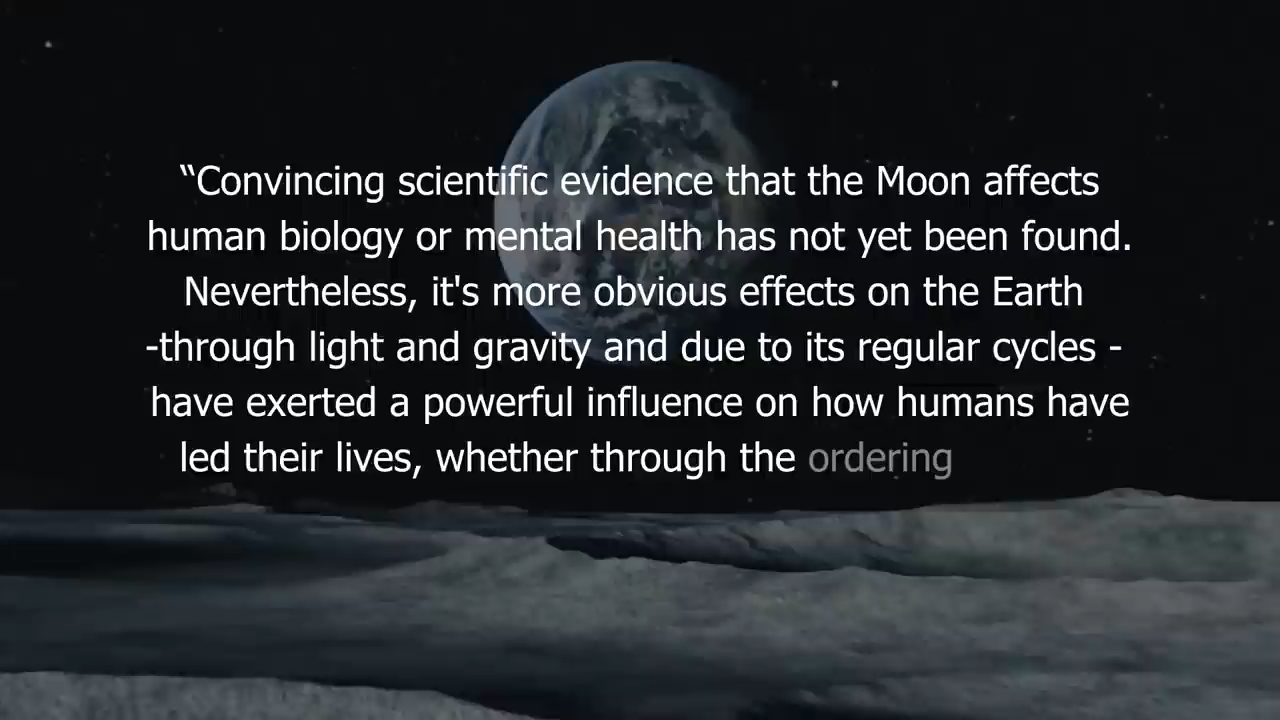 “Convincing scientific evidence that the Moon affects
human biology or mental health has not yet been found.
Nevertheless, it's more obvious effects on the Earth
-through light and gravity and due to its regular cycles -
have exerted a powerful influence on how humans have
led their lives, whether through the ordering